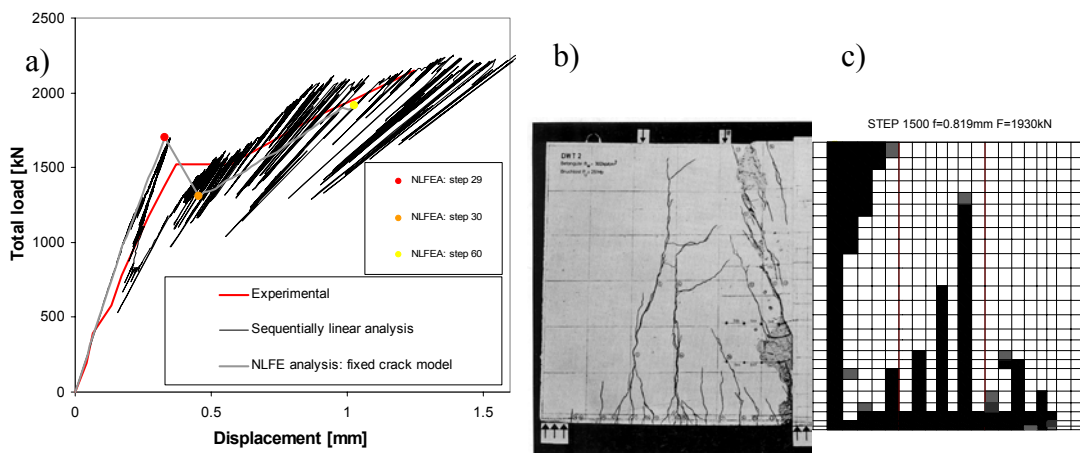 a)
2500
2000
1500
1000
500
0
0
0.5
1
1.5
Total load [kN]
Displacement [mm]
NLFEA: step 29
NLFEA: step 30
NLFEA: step 60
Experimental
Sequentially linear analysis
NLFE analysis: fixed crack model
b)
DWT 2
c)
STEP 1500 f=0.819mm F=1930kN